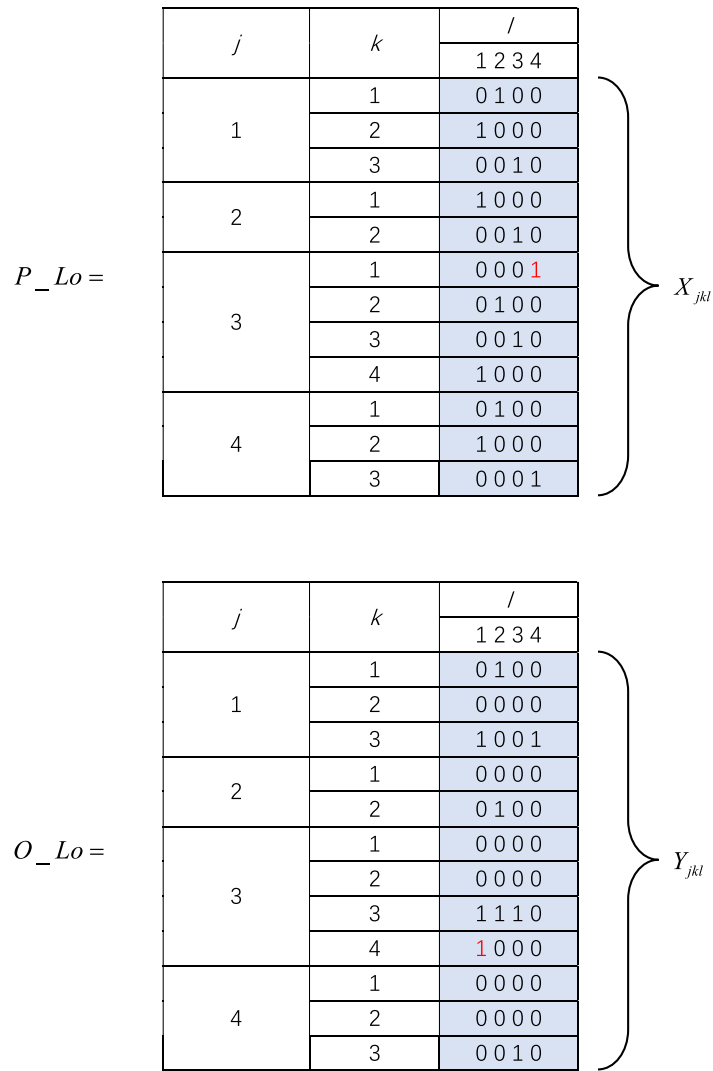 j k l
1 2 3 4
1 1 0 1 0 0
2 1 0 0 0
3 0 0 1 0
2 1 1 0 0 0
2 0 0 1 0
P _ Lo =
3 1 0 0 0 1
2 0 1 0 0
3 0 0 1 0
4 1 0 0 0
4 1 0 1 0 0
2 1 0 0 0
3 0 0 0 1
X jkl
j k l
1 2 3 4
1 1 0 1 0 0
2 0 0 0 0
3 1 0 0 1
2 1 0 0 0 0
2 0 1 0 0
O _ Lo =
3 1 0 0 0 0
2 0 0 0 0
3 1 1 1 0
4 1 0 0 0
4 1 0 0 0 0
2 0 0 0 0
3 0 0 1 0
Y jkl